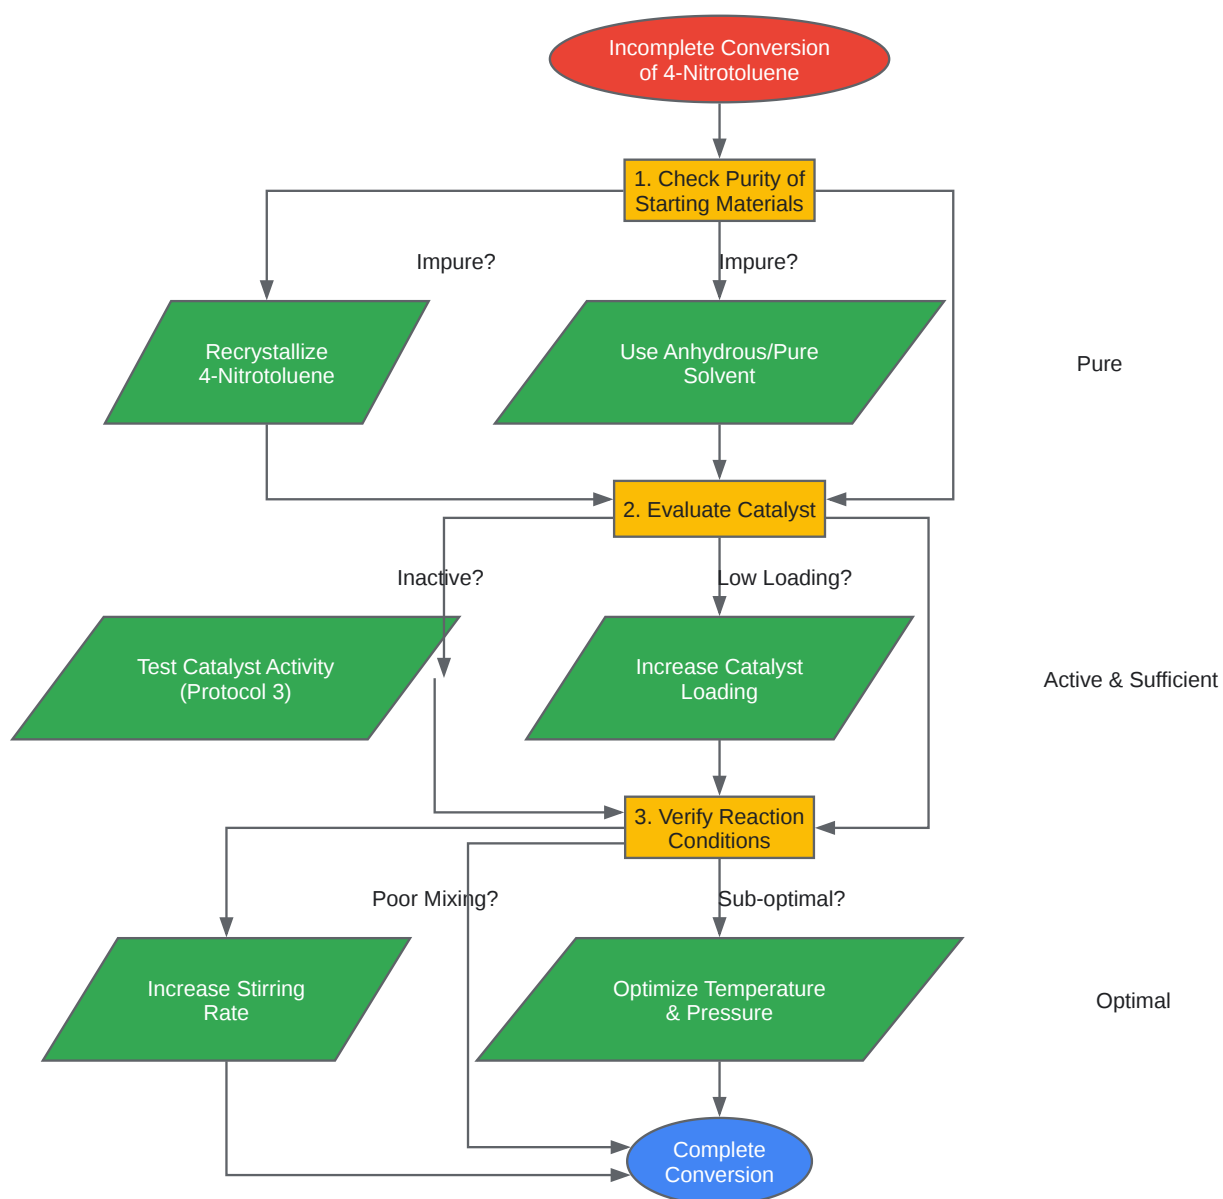 Incomplete Conversion
of 4-Nitrotoluene
1. Check Purity of
Starting Materials
Impure?
Impure?
Recrystallize
4-Nitrotoluene
Use Anhydrous/Pure
Solvent
Pure
2. Evaluate Catalyst
Inactive?
Low Loading?
Test Catalyst Activity
(Protocol 3)
Increase Catalyst
Loading
Active & Sufficient
3. Verify Reaction
Conditions
Poor Mixing?
Sub-optimal?
Increase Stirring
Rate
Optimize Temperature
& Pressure
Optimal
Complete
Conversion